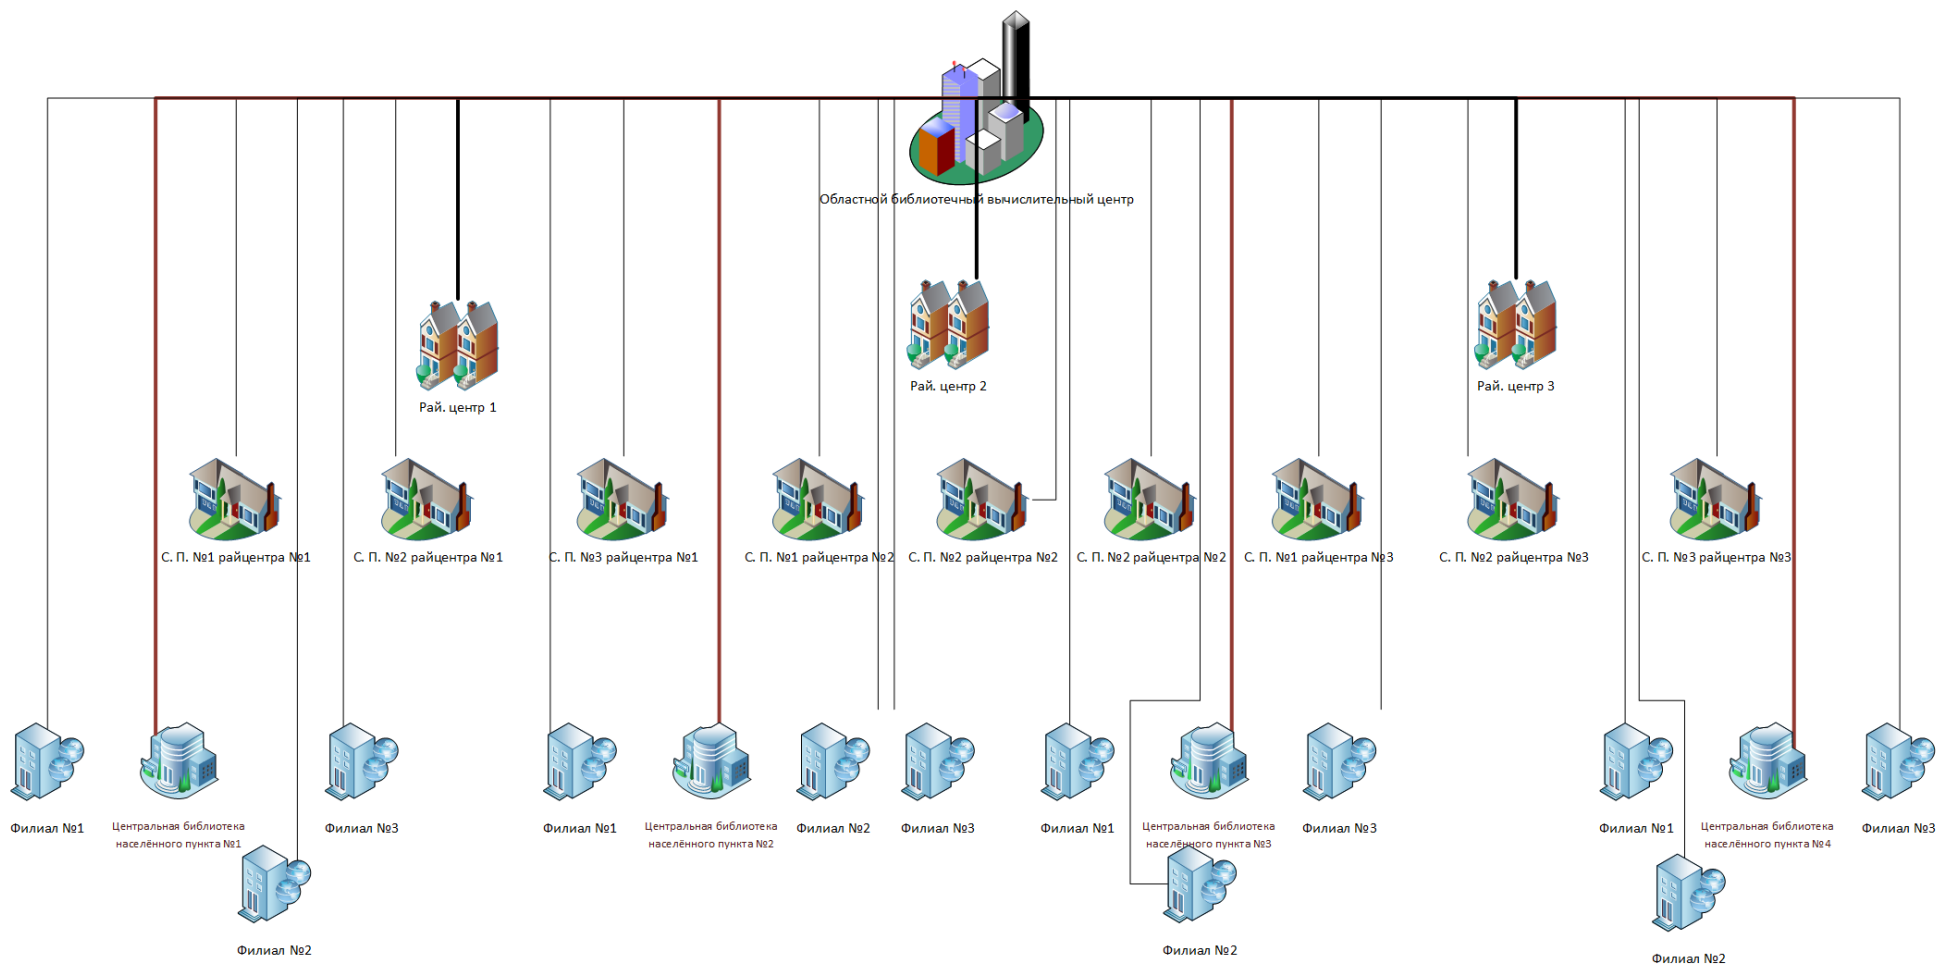 Областной библиотечный вычислительный центр
Рай. центр 1
Рай. центр 2
Рай. центр 3
С. П. №1 райцентра №1
С. П. №2 райцентра №1
С. П. №3 райцентра №1
С. П. №1 райцентра №2
С. П. №2 райцентра №2
С. П. №2 райцентра №2
С. П. №1 райцентра №3
С. П. №2 райцентра №3
С. П. №3 райцентра №3
Филиал №1
Центральная библиотека
населённого пункта №1
Филиал №3
Филиал №1
Центральная библиотека
населённого пункта №2
Филиал №2
Филиал №3
Филиал №1
Центральная библиотека
населённого пункта №3
Филиал №3
Филиал №1
Центральная библиотека
населённого пункта №4
Филиал №3
Филиал №2
Филиал №2
Филиал №2